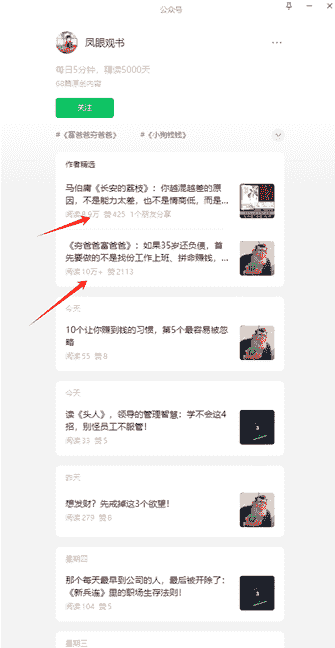 公众号
凤眼观书
每日5分钟，精读5000天
68篇原创内容
关注
#《富爸爸穷爸爸》 #《小狗钱钱》
作者精选
马伯庸《长安的荔枝》：你越混越差的原
因，不是能力太差，也不是情商低，而是...
阅读8.9万 赞425 1个朋友分享
《穷爸爸富爸爸》：如果35岁还负债，首
先要做的不是找份工作上班，拼命赚钱，...
阅读10万+ 赞2113
今天
10个让你赚到钱的习惯，第5个最容易被忽
略
阅读55 赞8
今天
读《头人》，领导的管理智慧：学不会这4
招，别怪员工不服管！
阅读33 赞5
昨天
想发财？先戒掉这3个欲望！
阅读279 赞6
星期四
那个每天最早到公司的人，最后被开除了：
《新兵连》里的职场生存法则！
阅读104 赞5
星期三